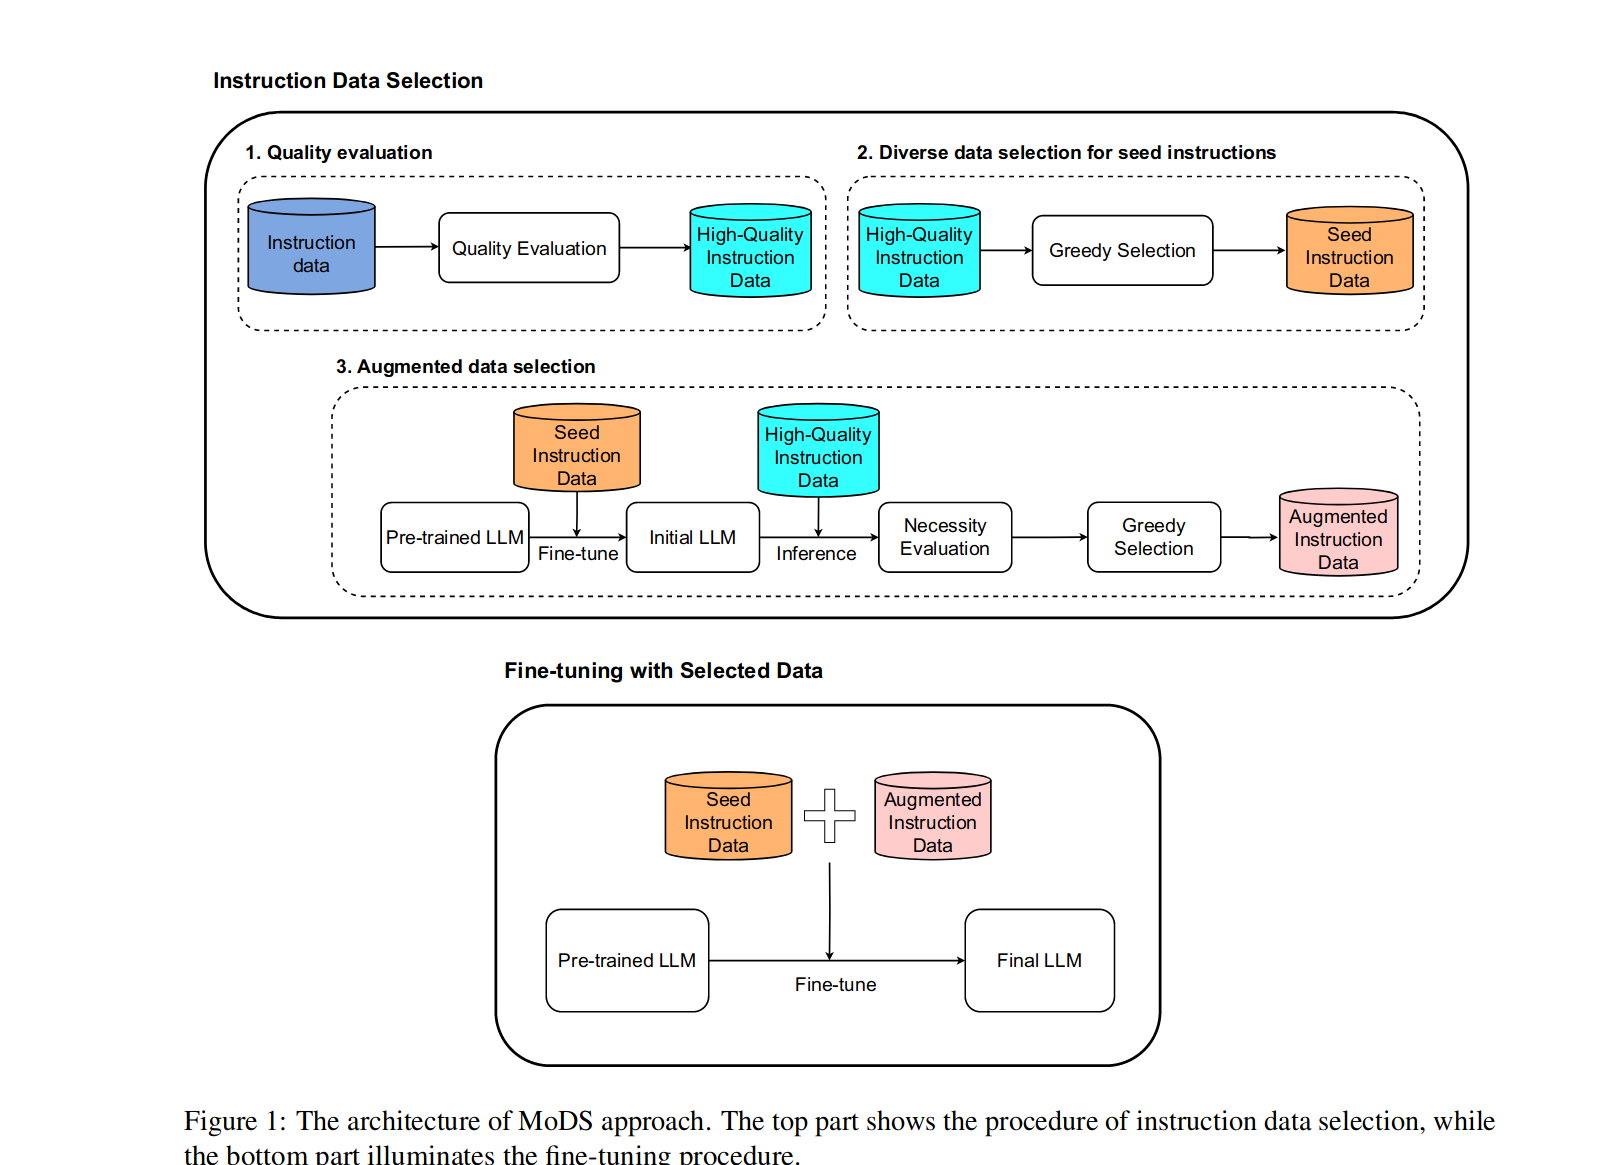 Instruction Data Selection
1. Quality evaluation
Instruction
data
Quality Evaluation
High-Quality
Instruction
Data
2. Diverse data selection for seed instructions
High-Quality
Instruction
Data
Greedy Selection
Seed
Instruction
Data
3. Augmented data selection
Seed
Instruction
Data
High-Quality
Instruction
Data
Pre-trained LLM
Fine-tune
Initial LLM
Inference
Necessity
Evaluation
Greedy
Selection
Augmented
Instruction
Data
Fine-tuning with Selected Data
Seed
Instruction
Data
Augmented
Instruction
Data
Pre-trained LLM
Fine-tune
Final LLM
Figure 1: The architecture of MoDS approach. The top part shows the procedure of instruction data selection, while
the bottom part illuminates the fine-tuning procedure.